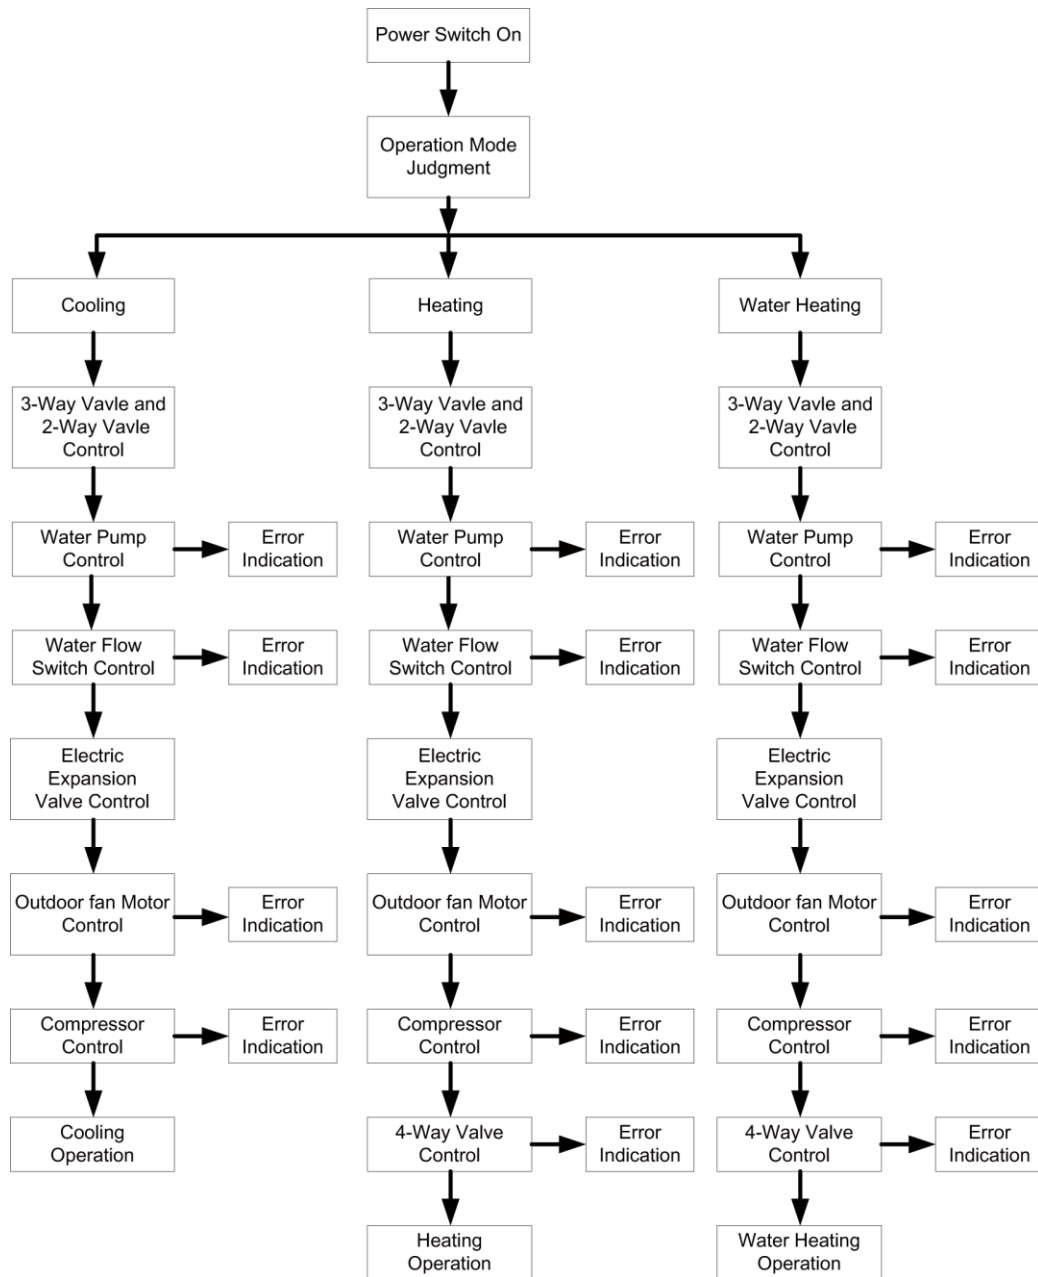 Power Switch On
Operation Mode
Judgment
Cooling
3-Way Vavle and
2-Way Vavle
Control
Water Pump
Control
Error
Indication
Water Flow
Switch Control
Error
Indication
Electric
Expansion
Valve Control
Outdoor fan Motor
Control
Error
Indication
Compressor
Control
Error
Indication
Cooling
Operation
Heating
3-Way Vavle and
2-Way Vavle
Control
Water Pump
Control
Error
Indication
Water Flow
Switch Control
Error
Indication
Electric
Expansion
Valve Control
Outdoor fan Motor
Control
Error
Indication
Compressor
Control
Error
Indication
4-Way Valve
Control
Error
Indication
Heating
Operation
Water Heating
3-Way Vavle and
2-Way Vavle
Control
Water Pump
Control
Error
Indication
Water Flow
Switch Control
Error
Indication
Electric
Expansion
Valve Control
Outdoor fan Motor
Control
Error
Indication
Compressor
Control
Error
Indication
4-Way Valve
Control
Error
Indication
Water Heating
Operation